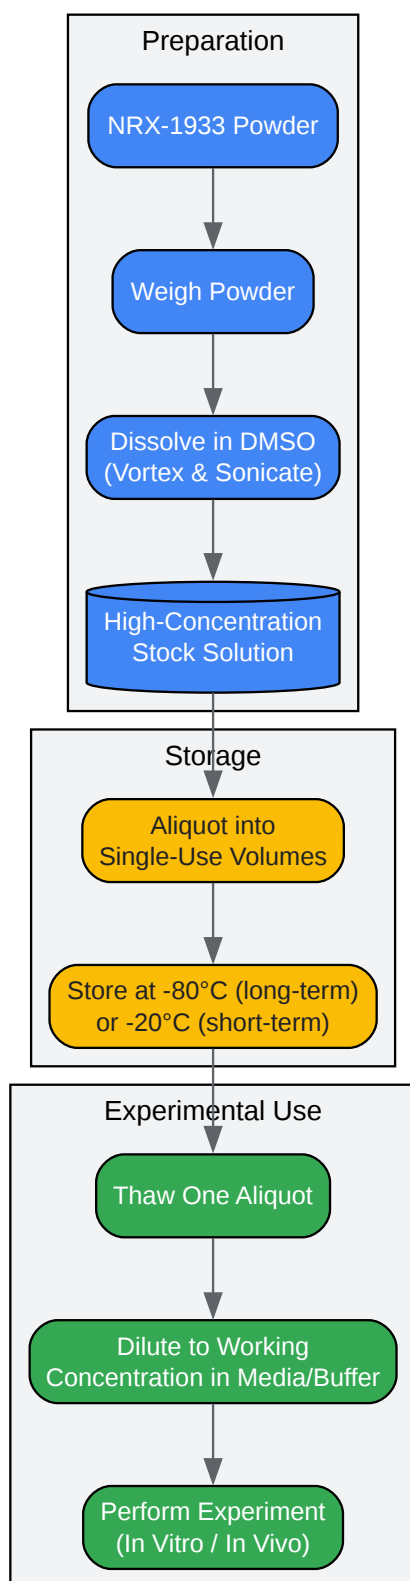 Preparation
NRX-1933 Powder
Weigh Powder
Dissolve in DMSO
(Vortex & Sonicate)
High-Concentration
Stock Solution
Storage
Aliquot into
Single-Use Volumes
Store at -80°C (long-term)
or -20°C (short-term)
Experimental Use
Thaw One Aliquot
Dilute to Working
Concentration in Media/Buffer
Perform Experiment
(In Vitro / In Vivo)